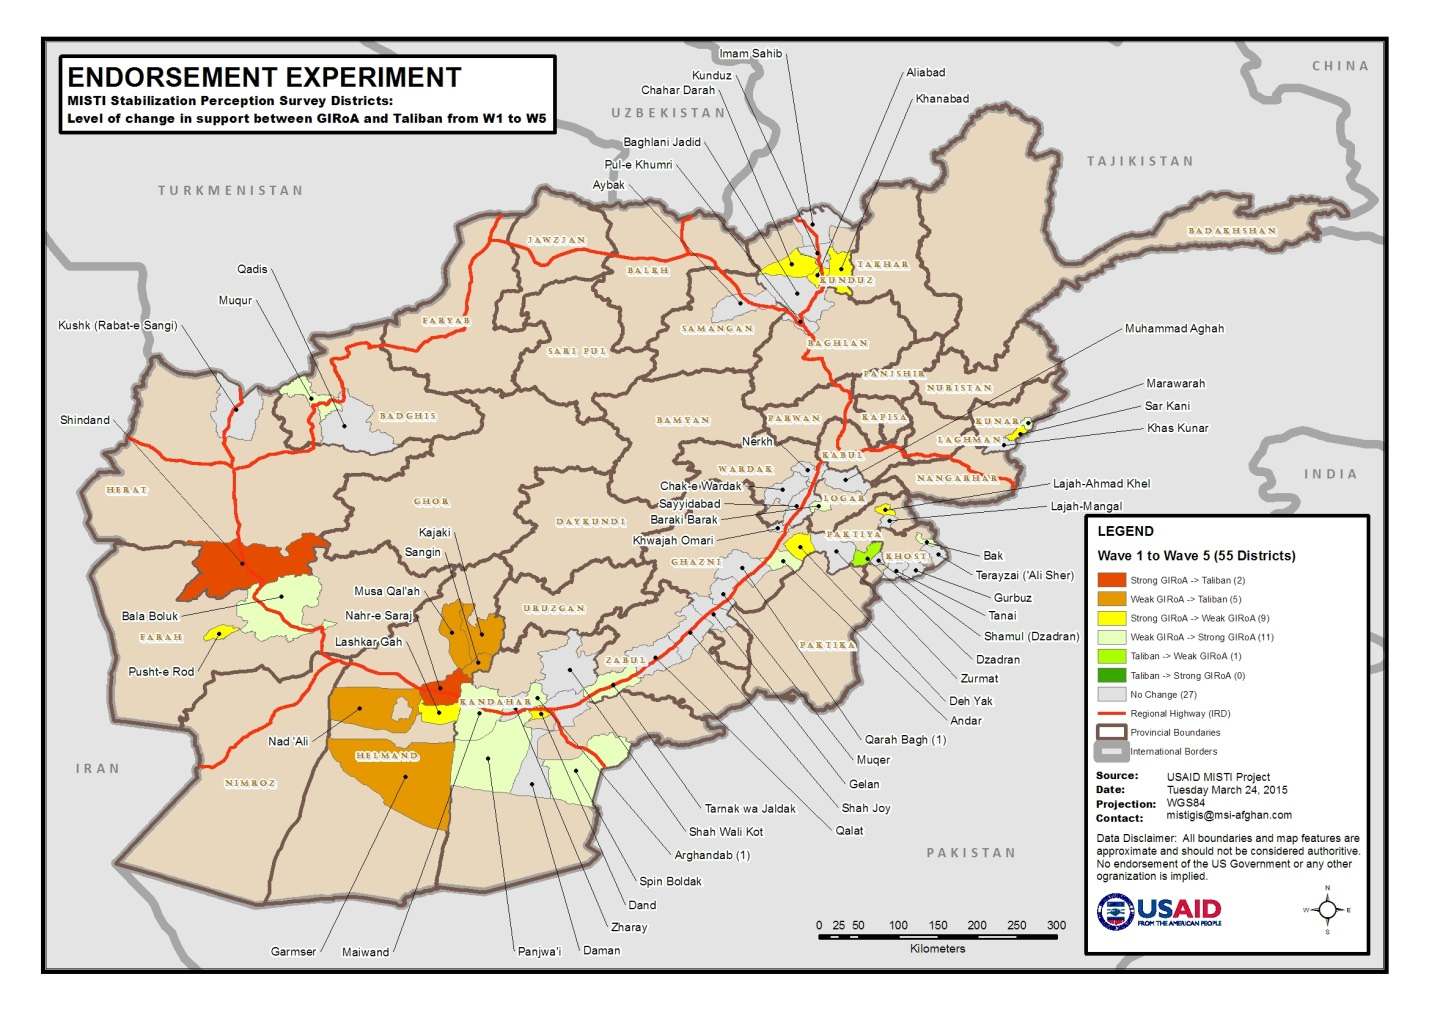 ENDORSEMENT EXPERIMENT
MISTI Stabilization Perception Survey Districts:
Level of change in support between GIRoA and Taliban from W1 to W5
Imam Sahib
Kunduz
Chahar Darah
Aliabad
Khanabad
Baghlani Jadid
Pul-e Khumri
Aybak
CHINA
UZBEKISTAN
TAJIKISTAN
TURKMENISTAN
BADAKHSHAN
JAWZJAN
BALKH
TAKHAR
KUNDUZ
Qadis
Muqur
Kushk (Rabat-e Sangi)
FARYAB
SAMANGAN
SARI PUL
BAGHLAN
Muhammad Aghah
PANJSHIR
NURISTAN
Marawarah
Sar Kani
Khas Kunar
Shindand
BADGHIS
BAMYAN
PARWAN
KAPISA
KUNAR
LAGHMAN
Nerkh
KABUL
WARDAK
NANGARHAR
INDIA
HERAT
GHOR
Chak-e Wardak
Sayyidabad
Baraki Barak
Khwajah Omari
LOGAR
Lajah-Ahmad Khel
Lajah-Mangal
DAYKUNDI
Kajaki
Sangin
PAKTIYA
KHOST
GHAZNI
Bak
Terayzai ('Ali Sher)
Gurbuz
Tanai
Shamul (Dzadran)
Dzadran
Zurmat
Deh Yak
Andar
Qarah Bagh (1)
Muqer
Gelan
Shah Joy
Qalat
Musa Qal'ah
Nahr-e Saraj
Lashkar Gah
URUZGAN
Bala Boluk
FARAH
Pusht-e Rod
ZABUL
PAKTIKA
KANDAHAR
Nad 'Ali
HELMAND
IRAN
NIMROZ
Tarnak wa Jaldak
Shah Wali Kot
Arghandab (1)
Spin Boldak
Dand
Zharay
Daman
Panjwa'i
Maiwand
Garmser
PAKISTAN
LEGEND
Wave 1 to Wave 5 (55 Districts)
Strong GIRoA -> Taliban (2)
Weak GIRoA -> Taliban (5)
Strong GIRoA -> Weak GIRoA (9)
Weak GIRoA -> Strong GIRoA (11)
Taliban -> Weak GIRoA (1)
Taliban -> Strong GIRoA (0)
No Change (27)
Regional Highway (IRD)
Provincial Boundaries
International Borders
Source: USAID MISTI Project
Date: Tuesday March 24, 2015
Projection: WGS84
Contact: mistigis@msi-afghan.com
Data Disclaimer: All boundaries and map features are
approximate and should not be considered authoritive.
No endorsement of the US Government or any other
ogranization is implied.
USAID
FROM THE AMERICAN PEOPLE
N
W E
S
0 25 50 100 150 200 250 300
Kilometers